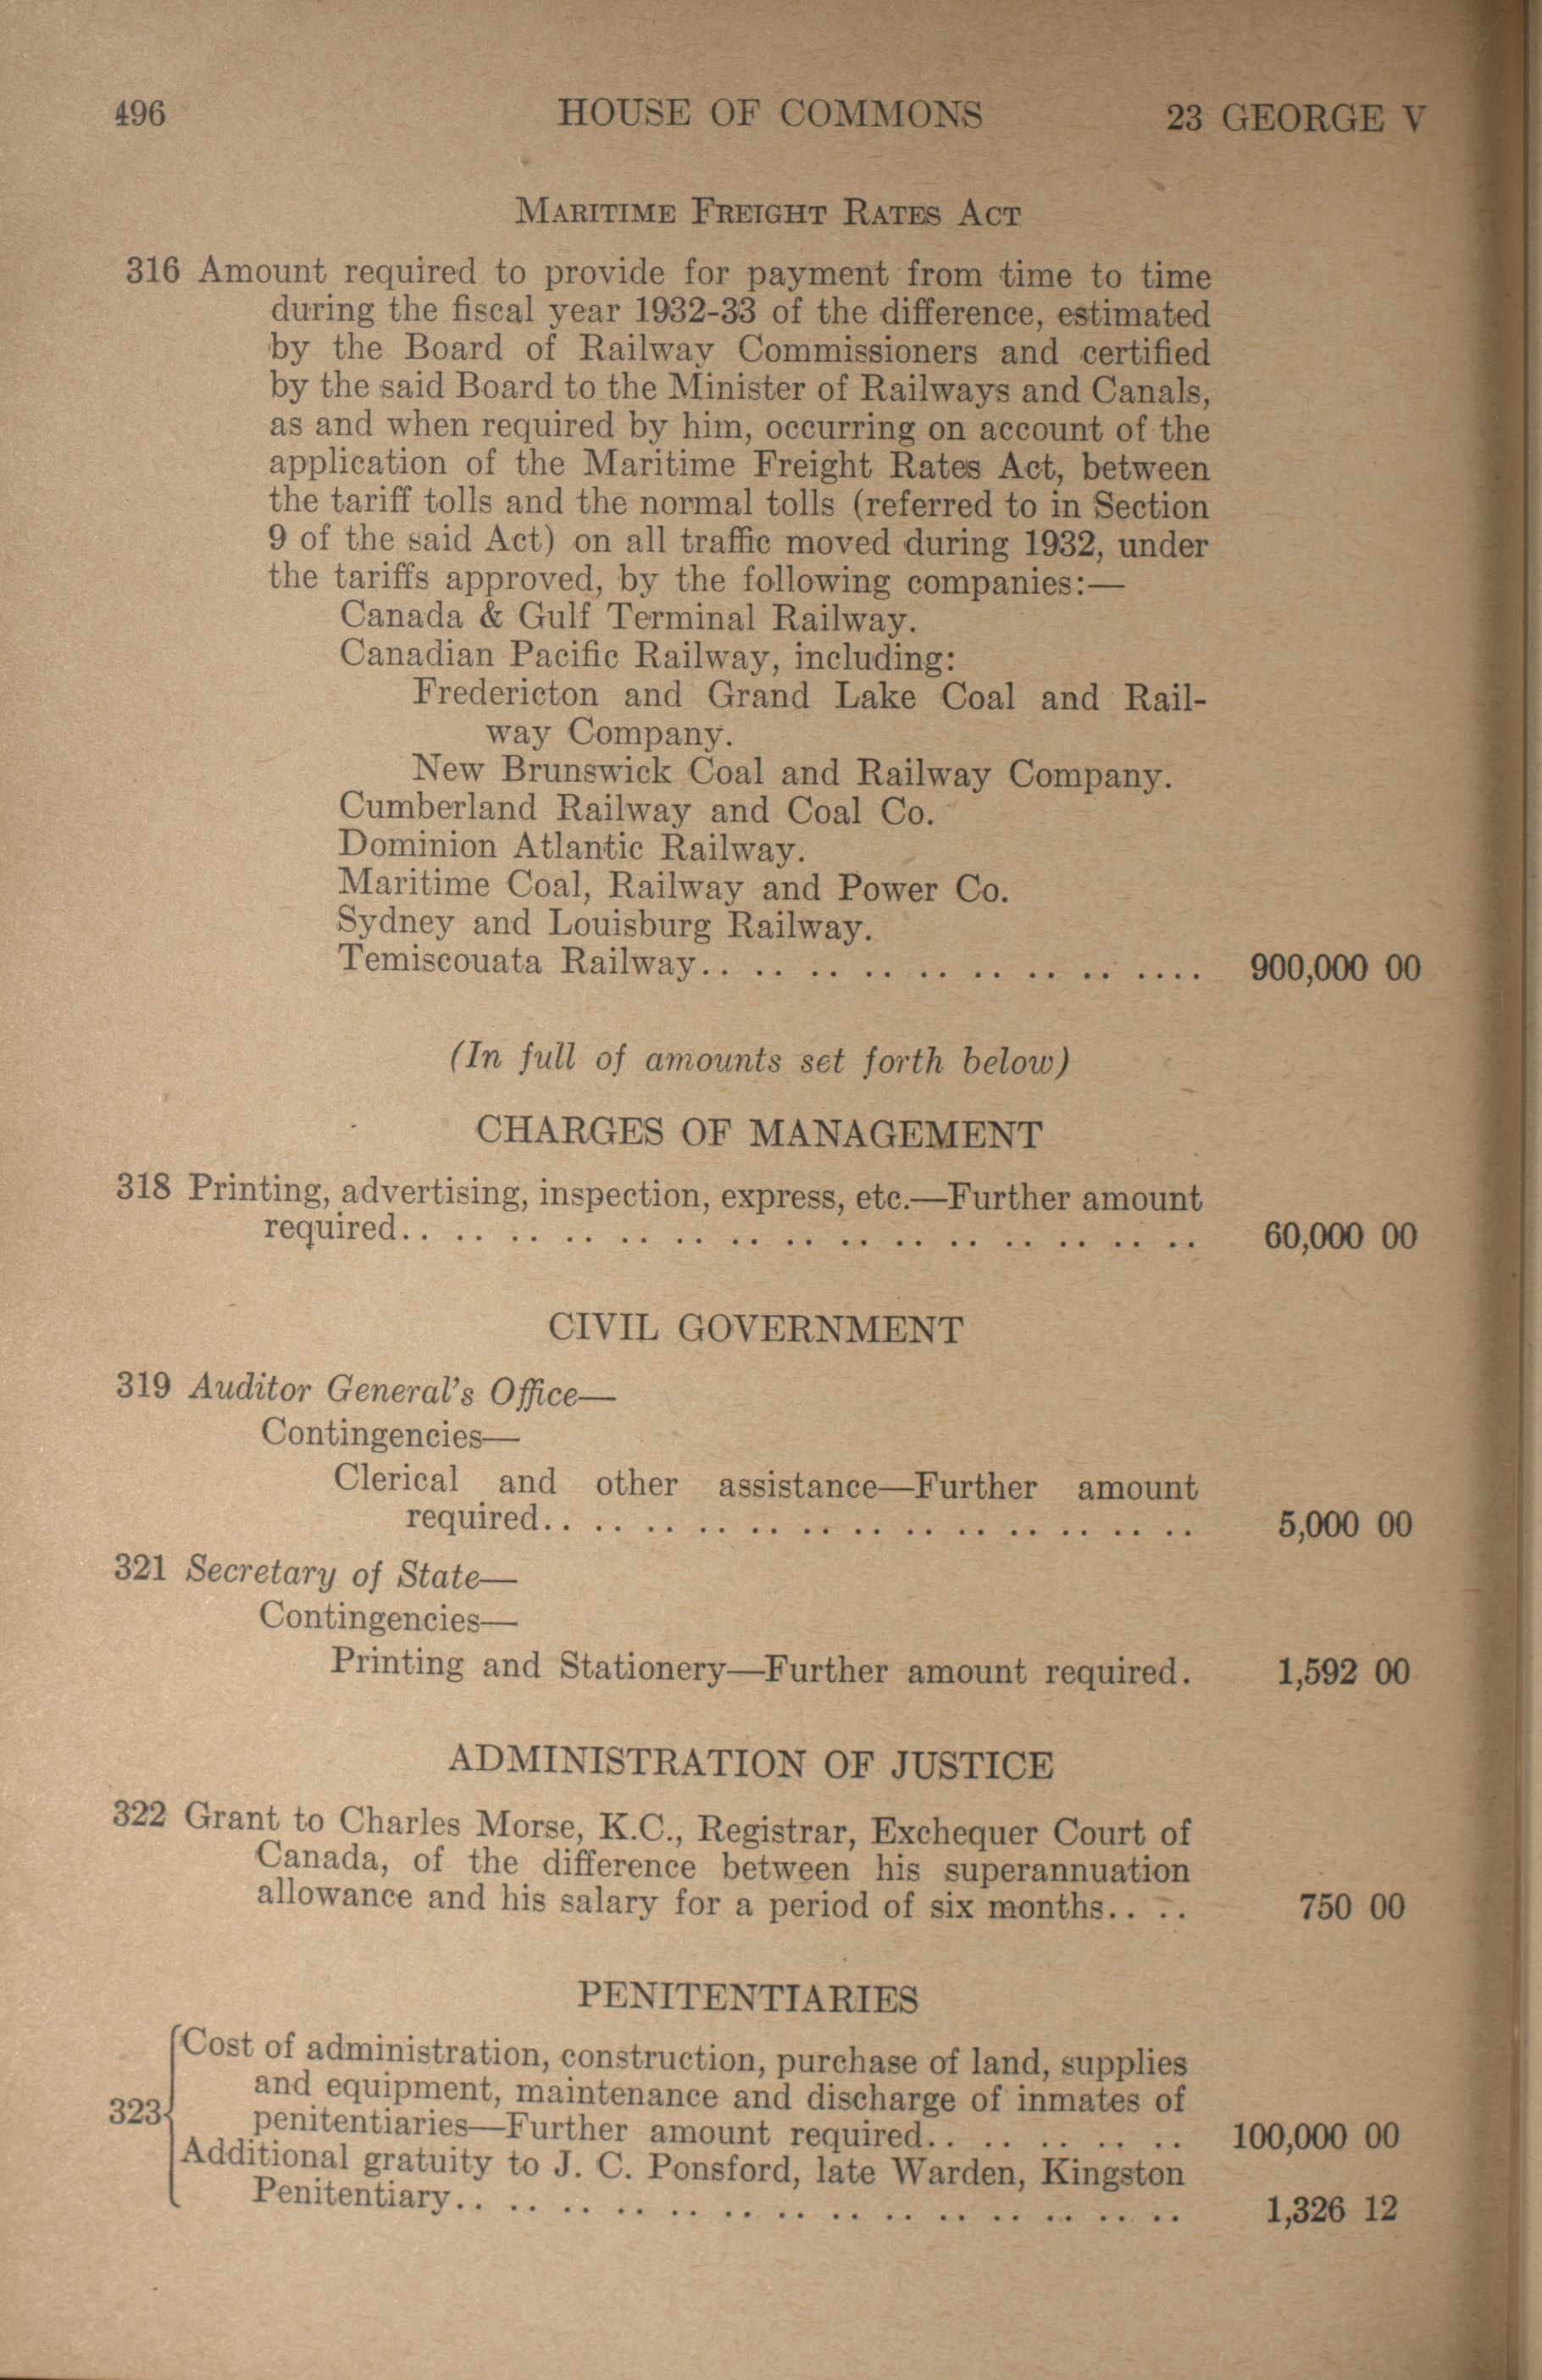 496 HOUSE OF COMMONS 23 GEORGE V
MARITIME FREIGHT RATES ACT
316 Amount required to provide for payment from time to time
during the fiscal year 1932-33 of the difference, estimated
by the Board of Railway Commissioners and certified
by the said Board to the Minister of Railways and Canals,
as and when required by him, occurring on account of the
application of the Maritime Freight Rates Act, between
the tariff tolls and the normal tolls (referred to in Section
9 of the said Act) on all traffic moved during 1932, under
the tariffs approved, by the following companies:—
Canada & Gulf Terminal Railway.
Canadian Pacific Railway, including:
Fredericton and Grand Lake Coal and Rail-
way Company.
New Brunswick Coal and Railway Company.
Cumberland Railway and Coal Co.
Dominion Atlantic Railway.
Maritime Coal, Railway and Power Co.
Sydney and Louisburg Railway.
Temiscouata Railway.. .. .. .. .. .. .. .. .. .... 900,000 00
(In full of amounts set forth below)
CHARGES OF MANAGEMENT
318 Printing, advertising, inspection, express, etc.—Further amount
required.. .. .. .. .. .. .. .. .. .. .. .. .. .. .. 60,000 00
CIVIL GOVERNMENT
319 Auditor General's Office—
Contingencies—
Clerical and other assistance—Further amount
required.. .. .. .. .. .. .. .. .. .. .. .. .. 5,000 00
321 Secretary of State—
Contingencies—
Printing and Stationery—Further amount required. 1,592 00
ADMINISTRATION OF JUSTICE
322 Grant to Charles Morse, K.C., Registrar, Exchequer Court of
Canada, of the difference between his superannuation
allowance and his salary for a period of six months.. .. 750 00
PENITENTIARIES
Cost of administration, construction, purchase of land, supplies
and equipment, maintenance and discharge of inmates of
323 penitentiaries—Further amount required.. .. .. .. .. 100,000 00
Additional gratuity to J. C. Ponsford, late Warden, Kingston
Penitentiary.. .. .. .. .. .. .. .. .. .. .. .. .. .. 1,326 12